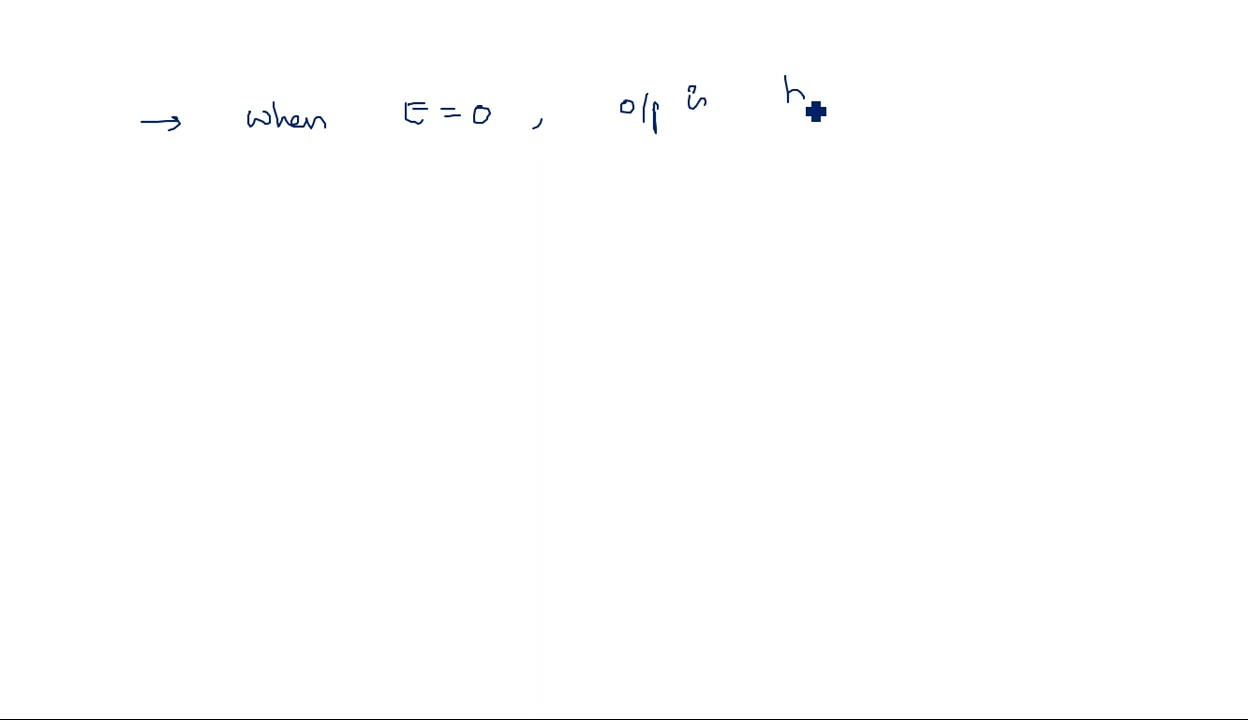 → when E = 0 , o/p is h